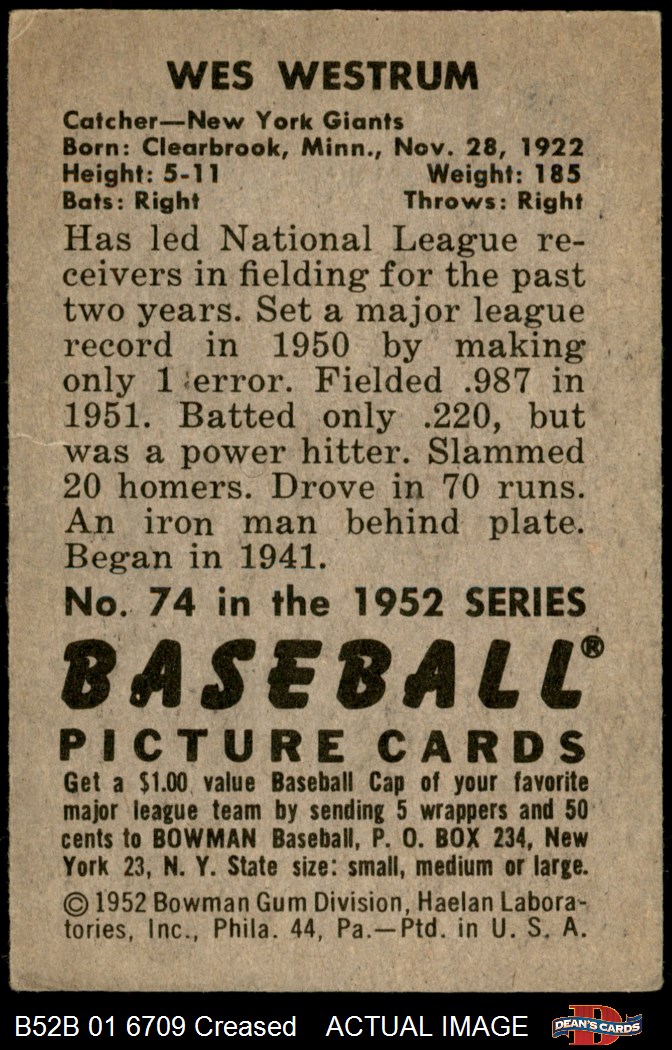 WES WESTRUM
Catcher—New York Giants
Born: Clearbrook, Minn., Nov. 28, 1922
Height: 5-11 Weight: 185
Bats: Right Throws: Right
Has led National League re-
ceivers in fielding for the past
two years. Set a major league
record in 1950 by making
only 1 error. Fielded .987 in
1951. Batted only .220, but
was a power hitter. Slammed
20 homers. Drove in 70 runs.
An iron man behind plate.
Began in 1941.
No. 74 in the 1952 SERIES
BASEBALL®
PICTURE CARDS
Get a $1.00 value Baseball Cap of your favorite
major league team by sending 5 wrappers and 50
cents to BOWMAN Baseball, P. O. BOX 234, New
York 23, N. Y. State size: small, medium or large.
© 1952 Bowman Gum Division, Haelan Labora-
tories, Inc., Phila. 44, Pa.—Ptd. in U. S. A.
B52B 01 6709 Creased ACTUAL IMAGE
D
DEAN'S CARDS